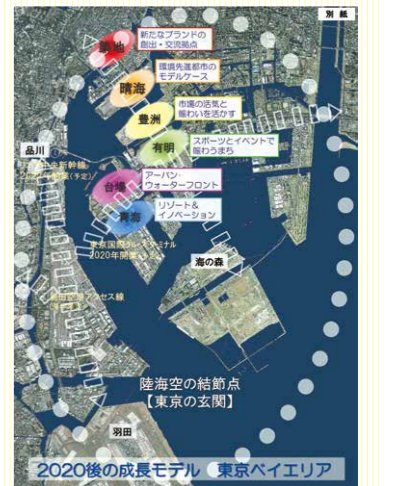 別 紙
築地
新たなブランドの
創出・交流拠点
晴海
環境先進都市の
モデルケース
豊洲
市場の活気と
賑わいを活かす
有明
スポーツとイベントで
賑わうまち
品川
台場
アーバン・
ウォーターフロント
青海
リゾート&
イノベーション
東京国際クルーズターミナル
2020年開業(予定)
海の森
陸海空の結節点
【東京の玄関】
羽田
2020後の成長モデル 東京ベイエリア